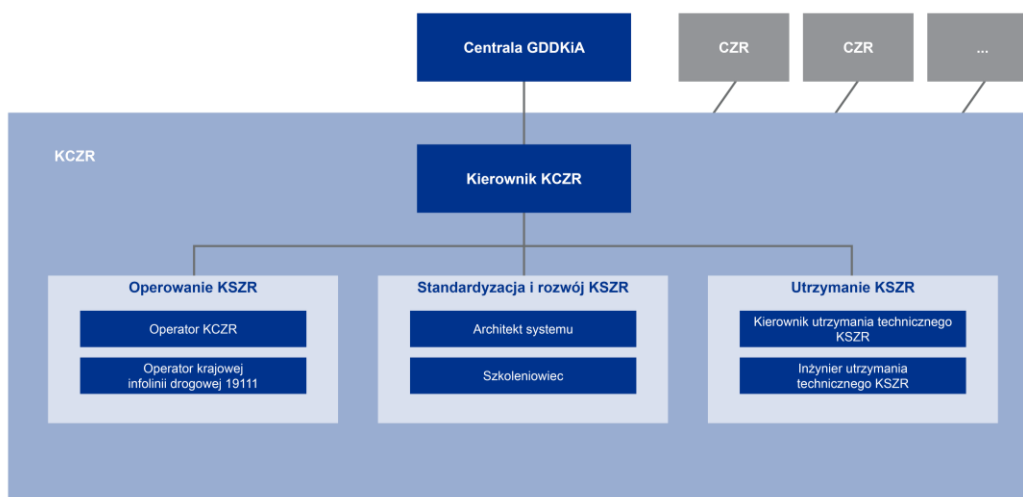 Centrala GDDKiA
CZR
CZR
...
KCZR
Kierownik KCZR
Operowanie KSZR
Operator KCZR
Operator krajowej
infolinii drogowej 19111
Standardyzacja i rozwój KSZR
Architekt systemu
Szkoleniowiec
Utrzymanie KSZR
Kierownik utrzymania technicznego
KSZR
Inżynier utrzymania
technicznego KSZR